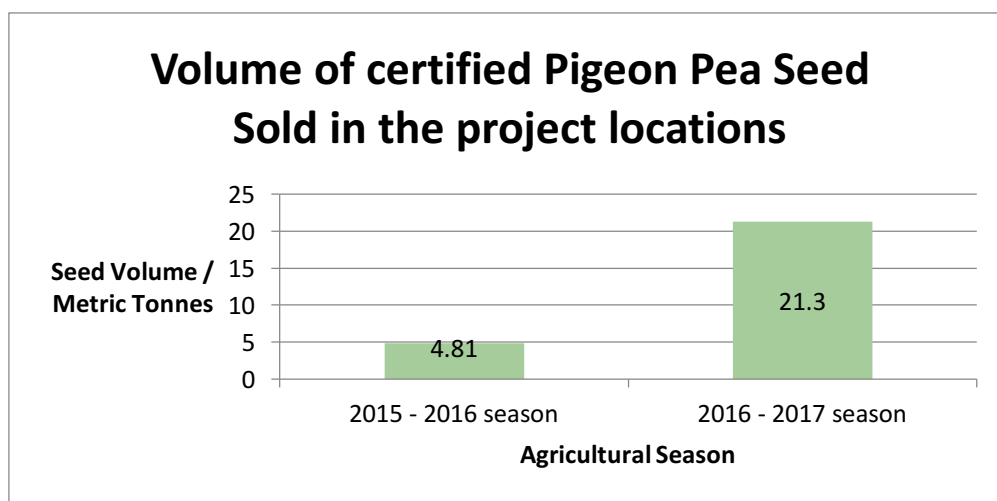 Volume of certified Pigeon Pea Seed
Sold in the project locations
25
20
15
10
5
0
Seed Volume /
Metric Tonnes
4.81
21.3
2015 - 2016 season
2016 - 2017 season
Agricultural Season